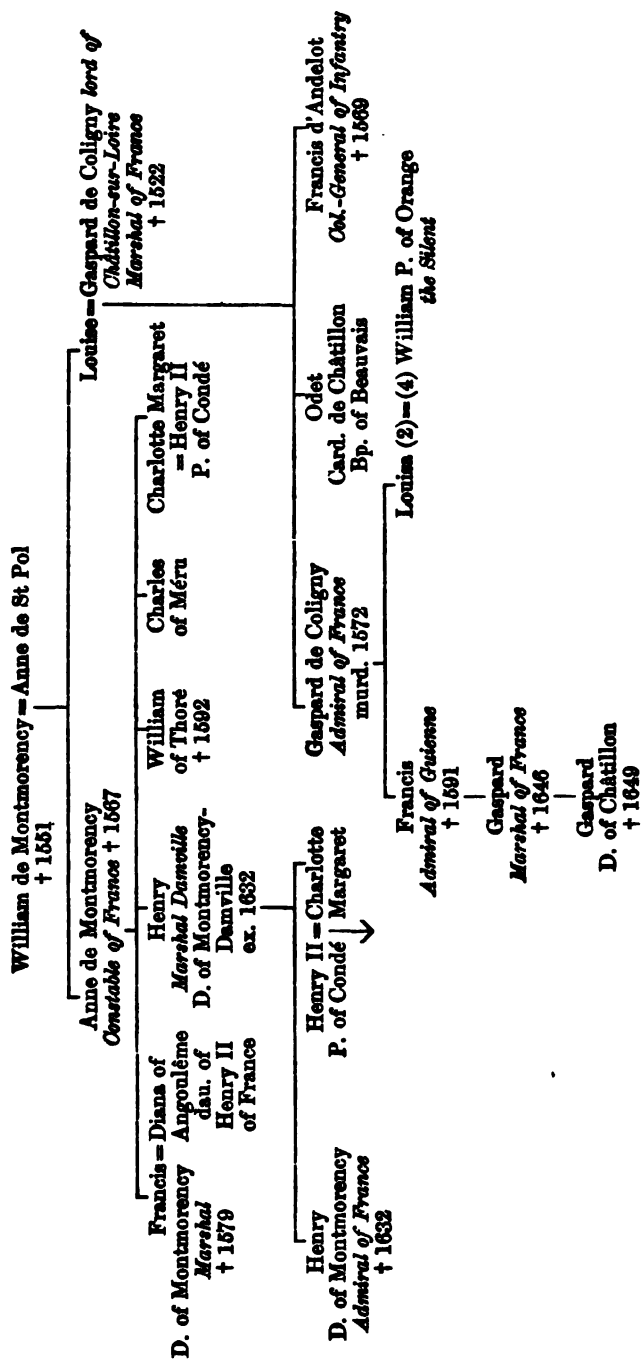 William de Montmorency=Anne de St Pol
† 1551
Anne de Montmorency
Constable of France † 1567
Louise=Gaspard de Coligny lord of
Châtillon-sur-Loire
Marshal of France
† 1522
Francis=Diana of
D. of Montmorency Angoulême
Marshal dau. of
† 1579 Henry II
of France
Henry
Marshal Damville
D. of Montmorency-
Damville
ex. 1632
William
of Thoré
† 1592
Charles
of Méru
Charlotte Margaret
=Henry II
P. of Condé
Gaspard de Coligny
Admiral of France
murd. 1572
Odet
Card. de Châtillon
Bp. of Beauvais
Francis d'Andelot
Col.-General of Infantry
† 1569
Henry
D. of Montmorency
Admiral of France
† 1632
Henry II=Charlotte
P. of Condé Margaret
Francis
Admiral of Guienne
† 1591
Louisa (2)=(4) William P. of Orange
the Silent
Gaspard
Marshal of France
† 1646
Gaspard
D. of Châtillon
† 1649